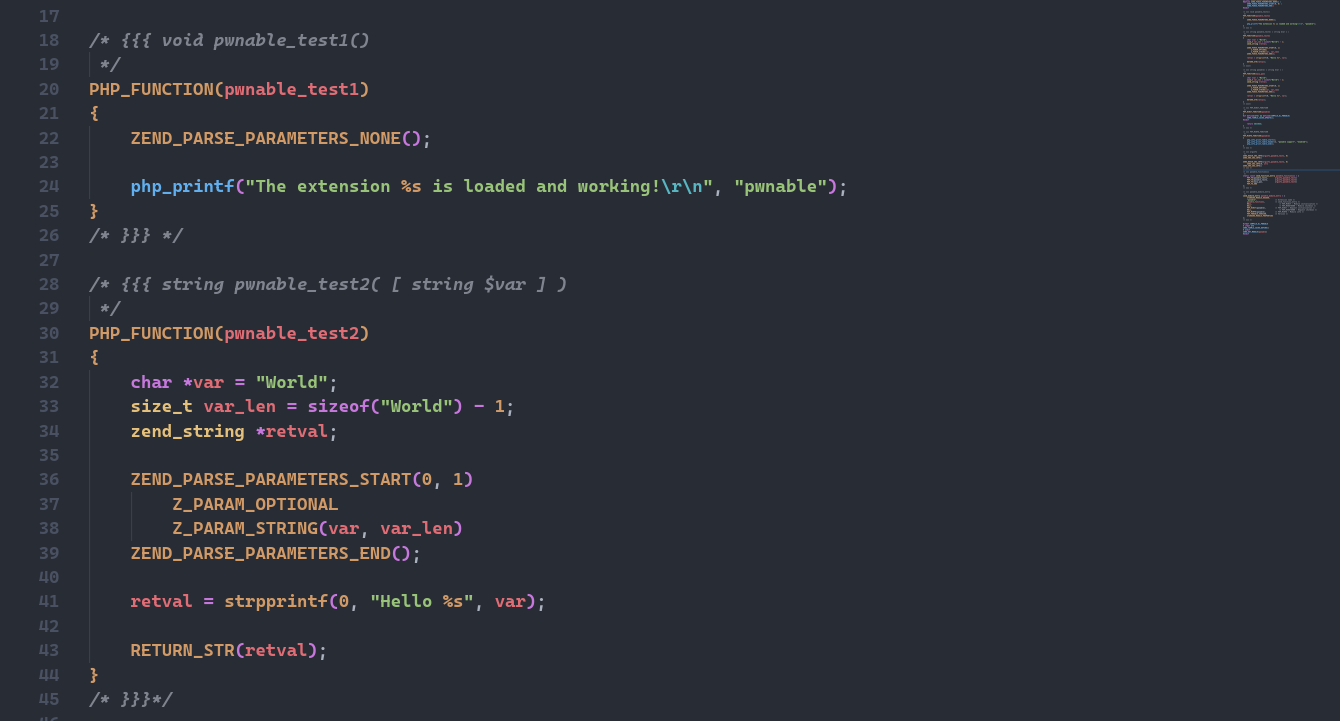 17
18 /* {{{ void pwnable_test1()
19  */
20 PHP_FUNCTION(pwnable_test1)
21 {
22     ZEND_PARSE_PARAMETERS_NONE();
23
24     php_printf("The extension %s is loaded and working!\r\n", "pwnable");
25 }
26 /* }}} */
27
28 /* {{{ string pwnable_test2( [ string $var ] )
29  */
30 PHP_FUNCTION(pwnable_test2)
31 {
32     char *var = "World";
33     size_t var_len = sizeof("World") - 1;
34     zend_string *retval;
35
36     ZEND_PARSE_PARAMETERS_START(0, 1)
37         Z_PARAM_OPTIONAL
38         Z_PARAM_STRING(var, var_len)
39     ZEND_PARSE_PARAMETERS_END();
40
41     retval = strpprintf(0, "Hello %s", var);
42
43     RETURN_STR(retval);
44 }
45 /* }}}*/